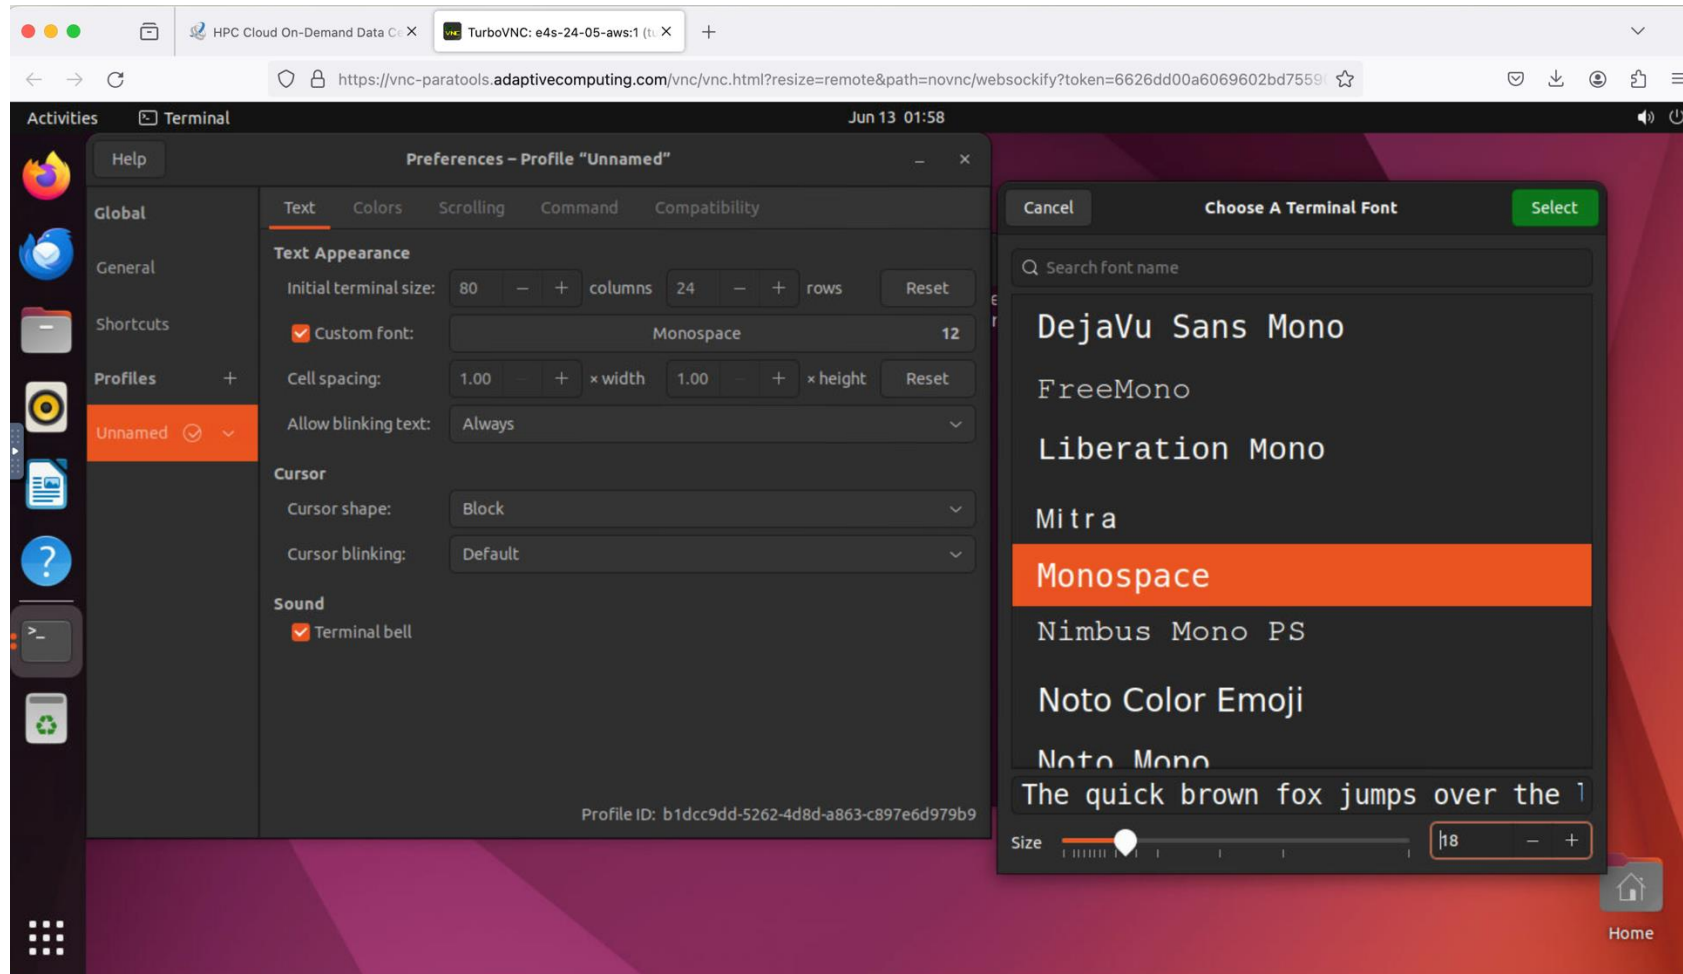 HPC Cloud On-Demand Data Ce
TurboVNC: e4s-24-05-aws:1 (tu
https://vnc-paratools.adaptivecomputing.com/vnc/vnc.html?resize=remote&path=novnc/websockify?token=6626dd00a6069602bd7559
Activities Terminal Jun 13 01:58
Help Preferences – Profile “Unnamed”
Global
General
Shortcuts
Profiles
Unnamed
Text Colors Scrolling Command Compatibility
Text Appearance
Initial terminal size: 80 − + columns 24 − + rows Reset
Custom font: Monospace 12
Cell spacing: 1.00 − + × width 1.00 − + × height Reset
Allow blinking text: Always
Cursor
Cursor shape: Block
Cursor blinking: Default
Sound
Terminal bell
Profile ID: b1dcc9dd-5262-4d8d-a863-c897e6d979b9
Cancel Choose A Terminal Font Select
Search font name
DejaVu Sans Mono
FreeMono
Liberation Mono
Mitra
Monospace
Nimbus Mono PS
Noto Color Emoji
Noto Mono
The quick brown fox jumps over the l
Size 18 − +
Home